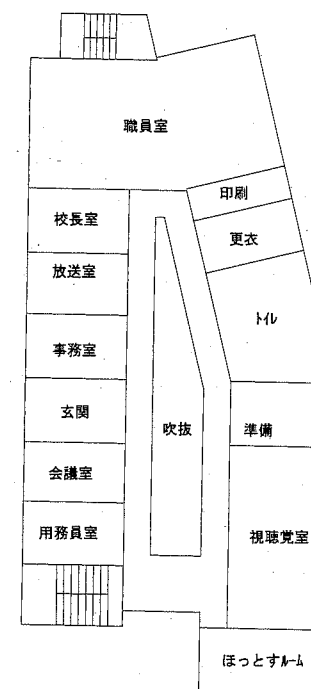 職員室
印刷
校長室
更衣
放送室
トイレ
事務室
玄関
吹抜
準備
会議室
用務員室
視聴覚室
ほっとすルーム